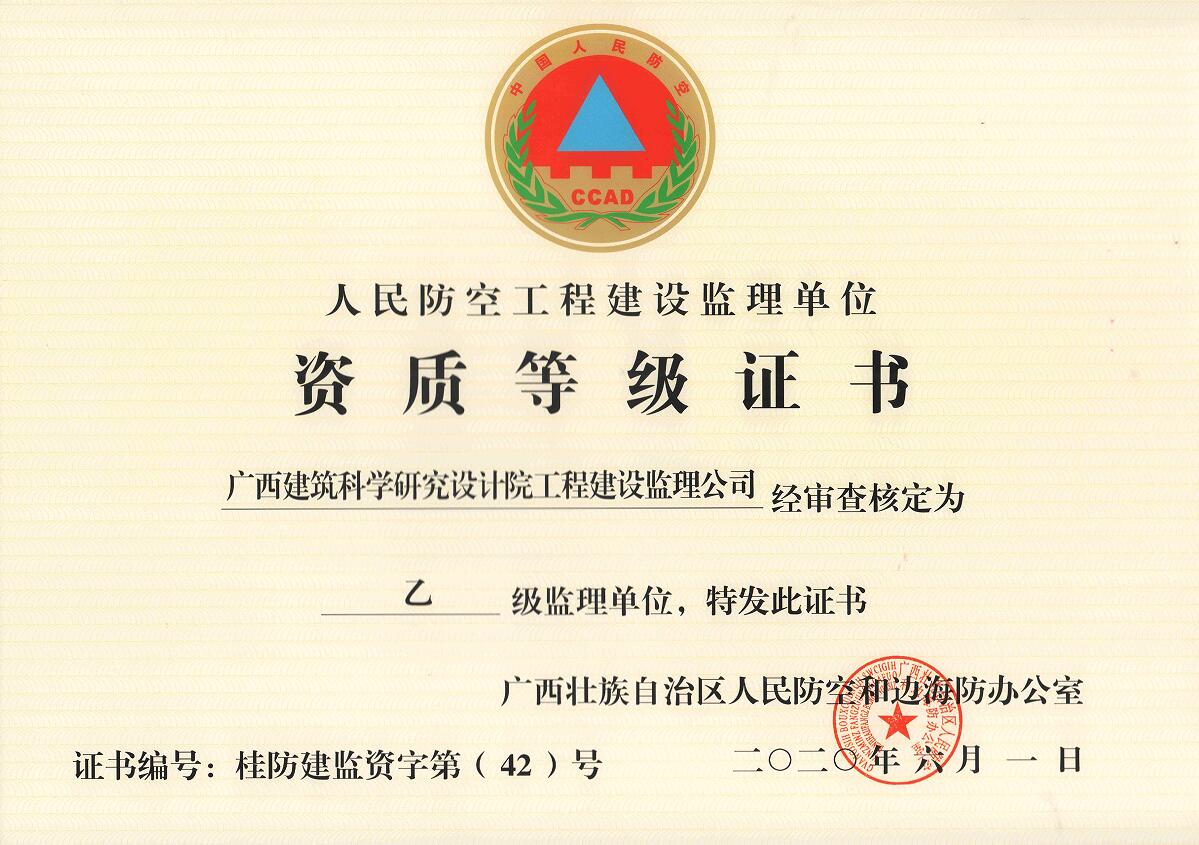 中国人民防空
CCAD
人民防空工程建设监理单位
资质等级证书
广西建筑科学研究设计院工程建设监理公司 经审查核定为
乙 级监理单位，特发此证书
广西壮族自治区人民防空和边海防办公室
证书编号：桂防建监资字第（42）号
二〇二〇年六月一日